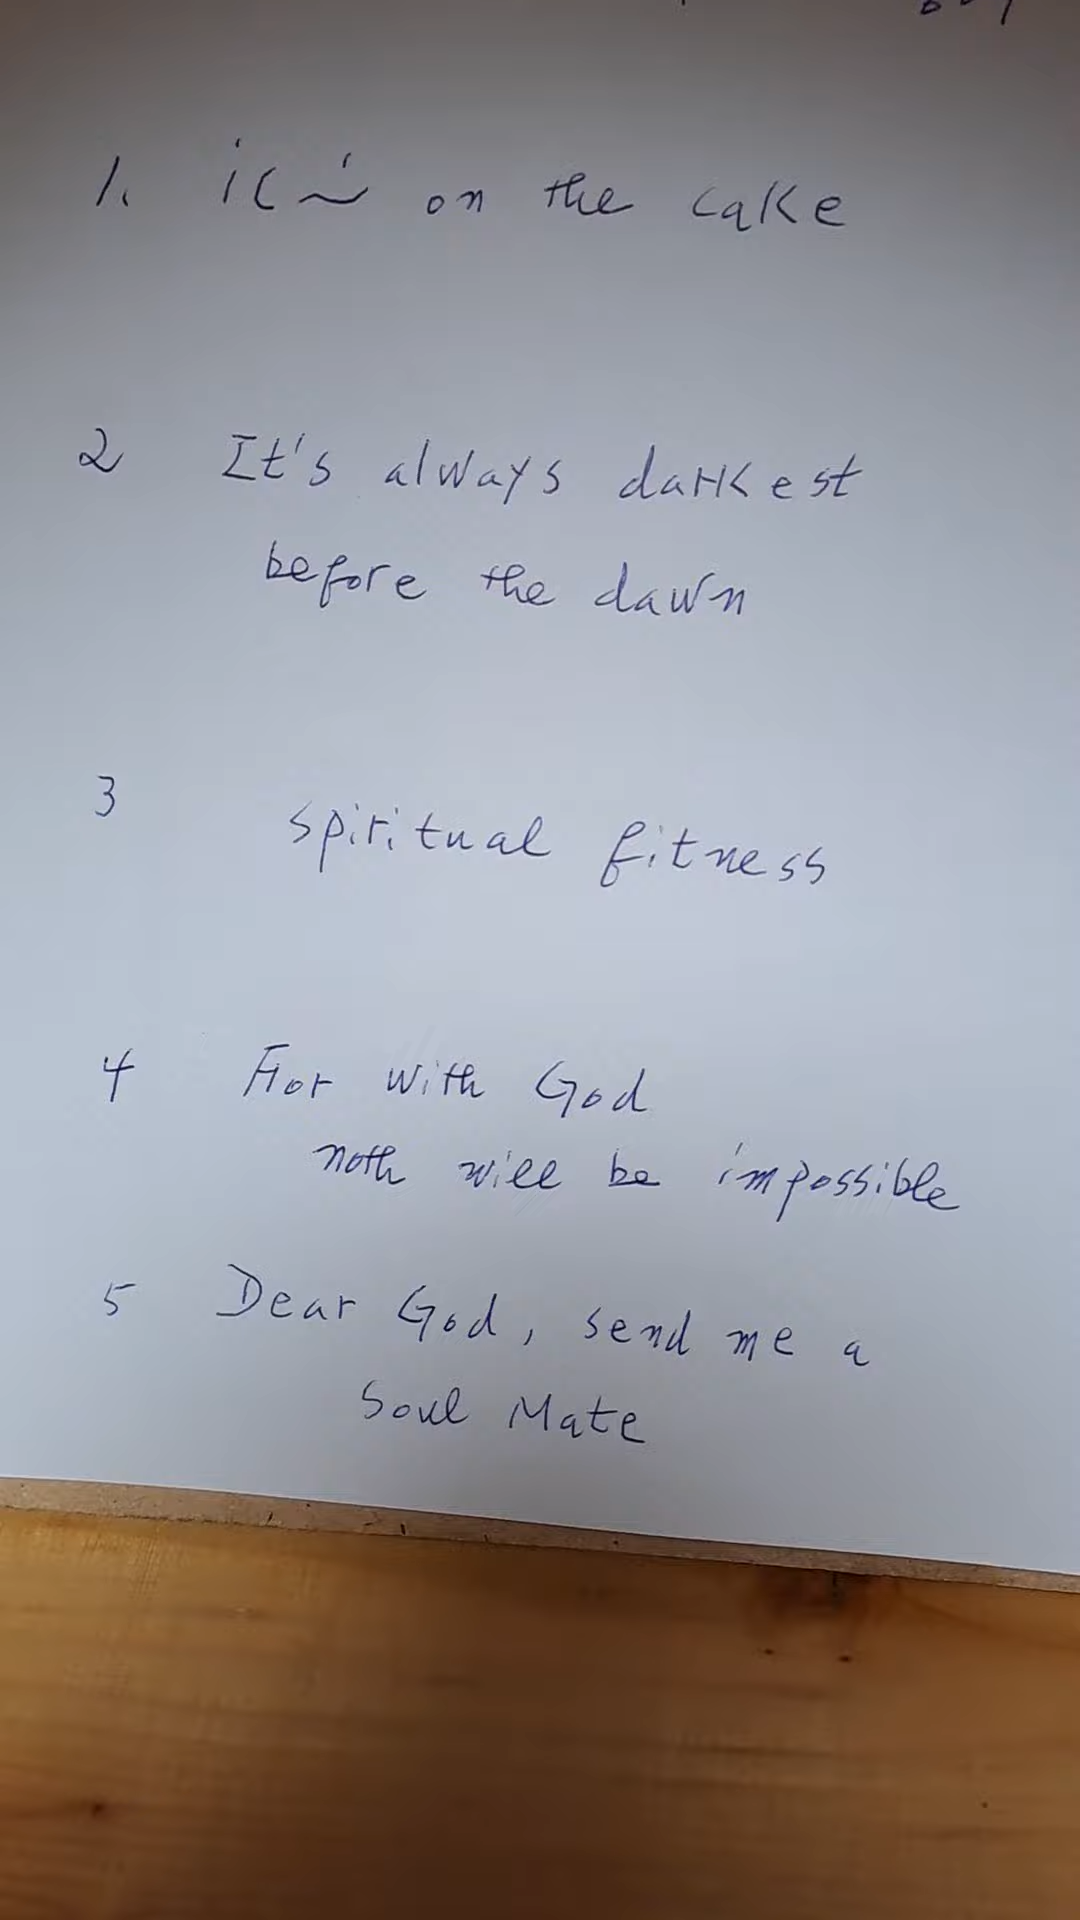 1. on the cake
2 It's always darkest
before the dawn
3 spiritual fitness
4 For with God
noth will be impossible
5 Dear God, send me a
Soul Mate